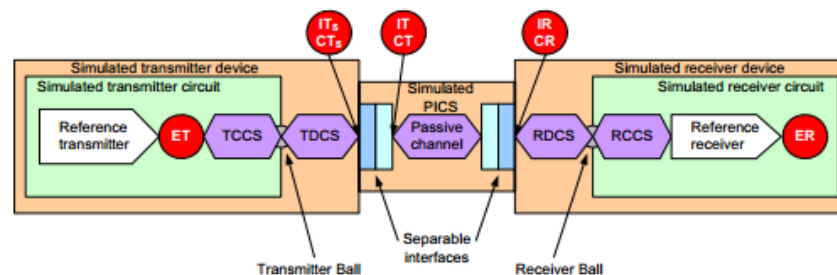 ITS
CTS
IT
CT
IR
CR
Simulated transmitter device
Simulated transmitter circuit
Simulated
PICS
Simulated receiver device
Simulated receiver circuit
Reference
transmitter
ET
TCCS
TDCS
Passive
channel
RDCS
RCCS
Reference
receiver
ER
Separable
interfaces
Transmitter Ball
Receiver Ball